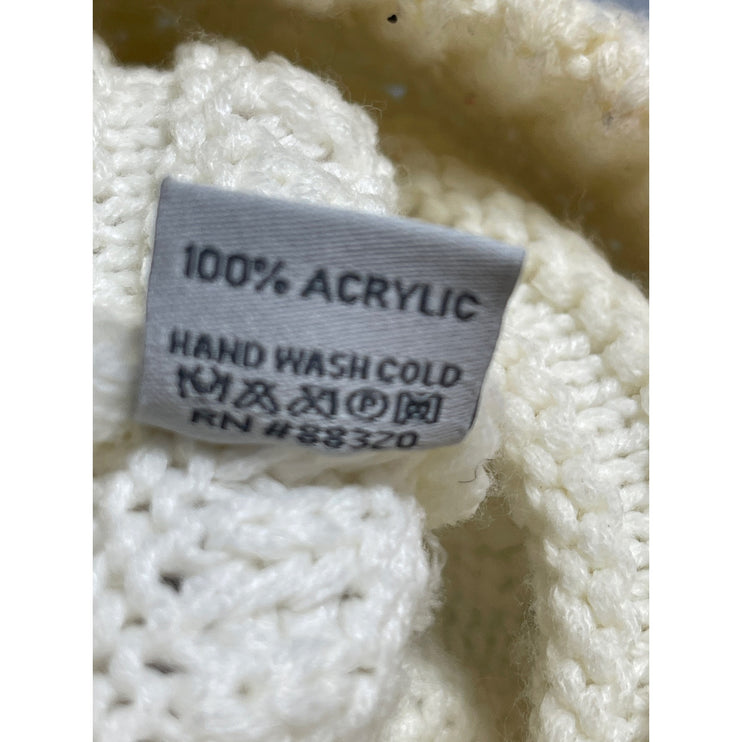 100% ACRYLIC
HAND WASH COLD
P
RN #88320